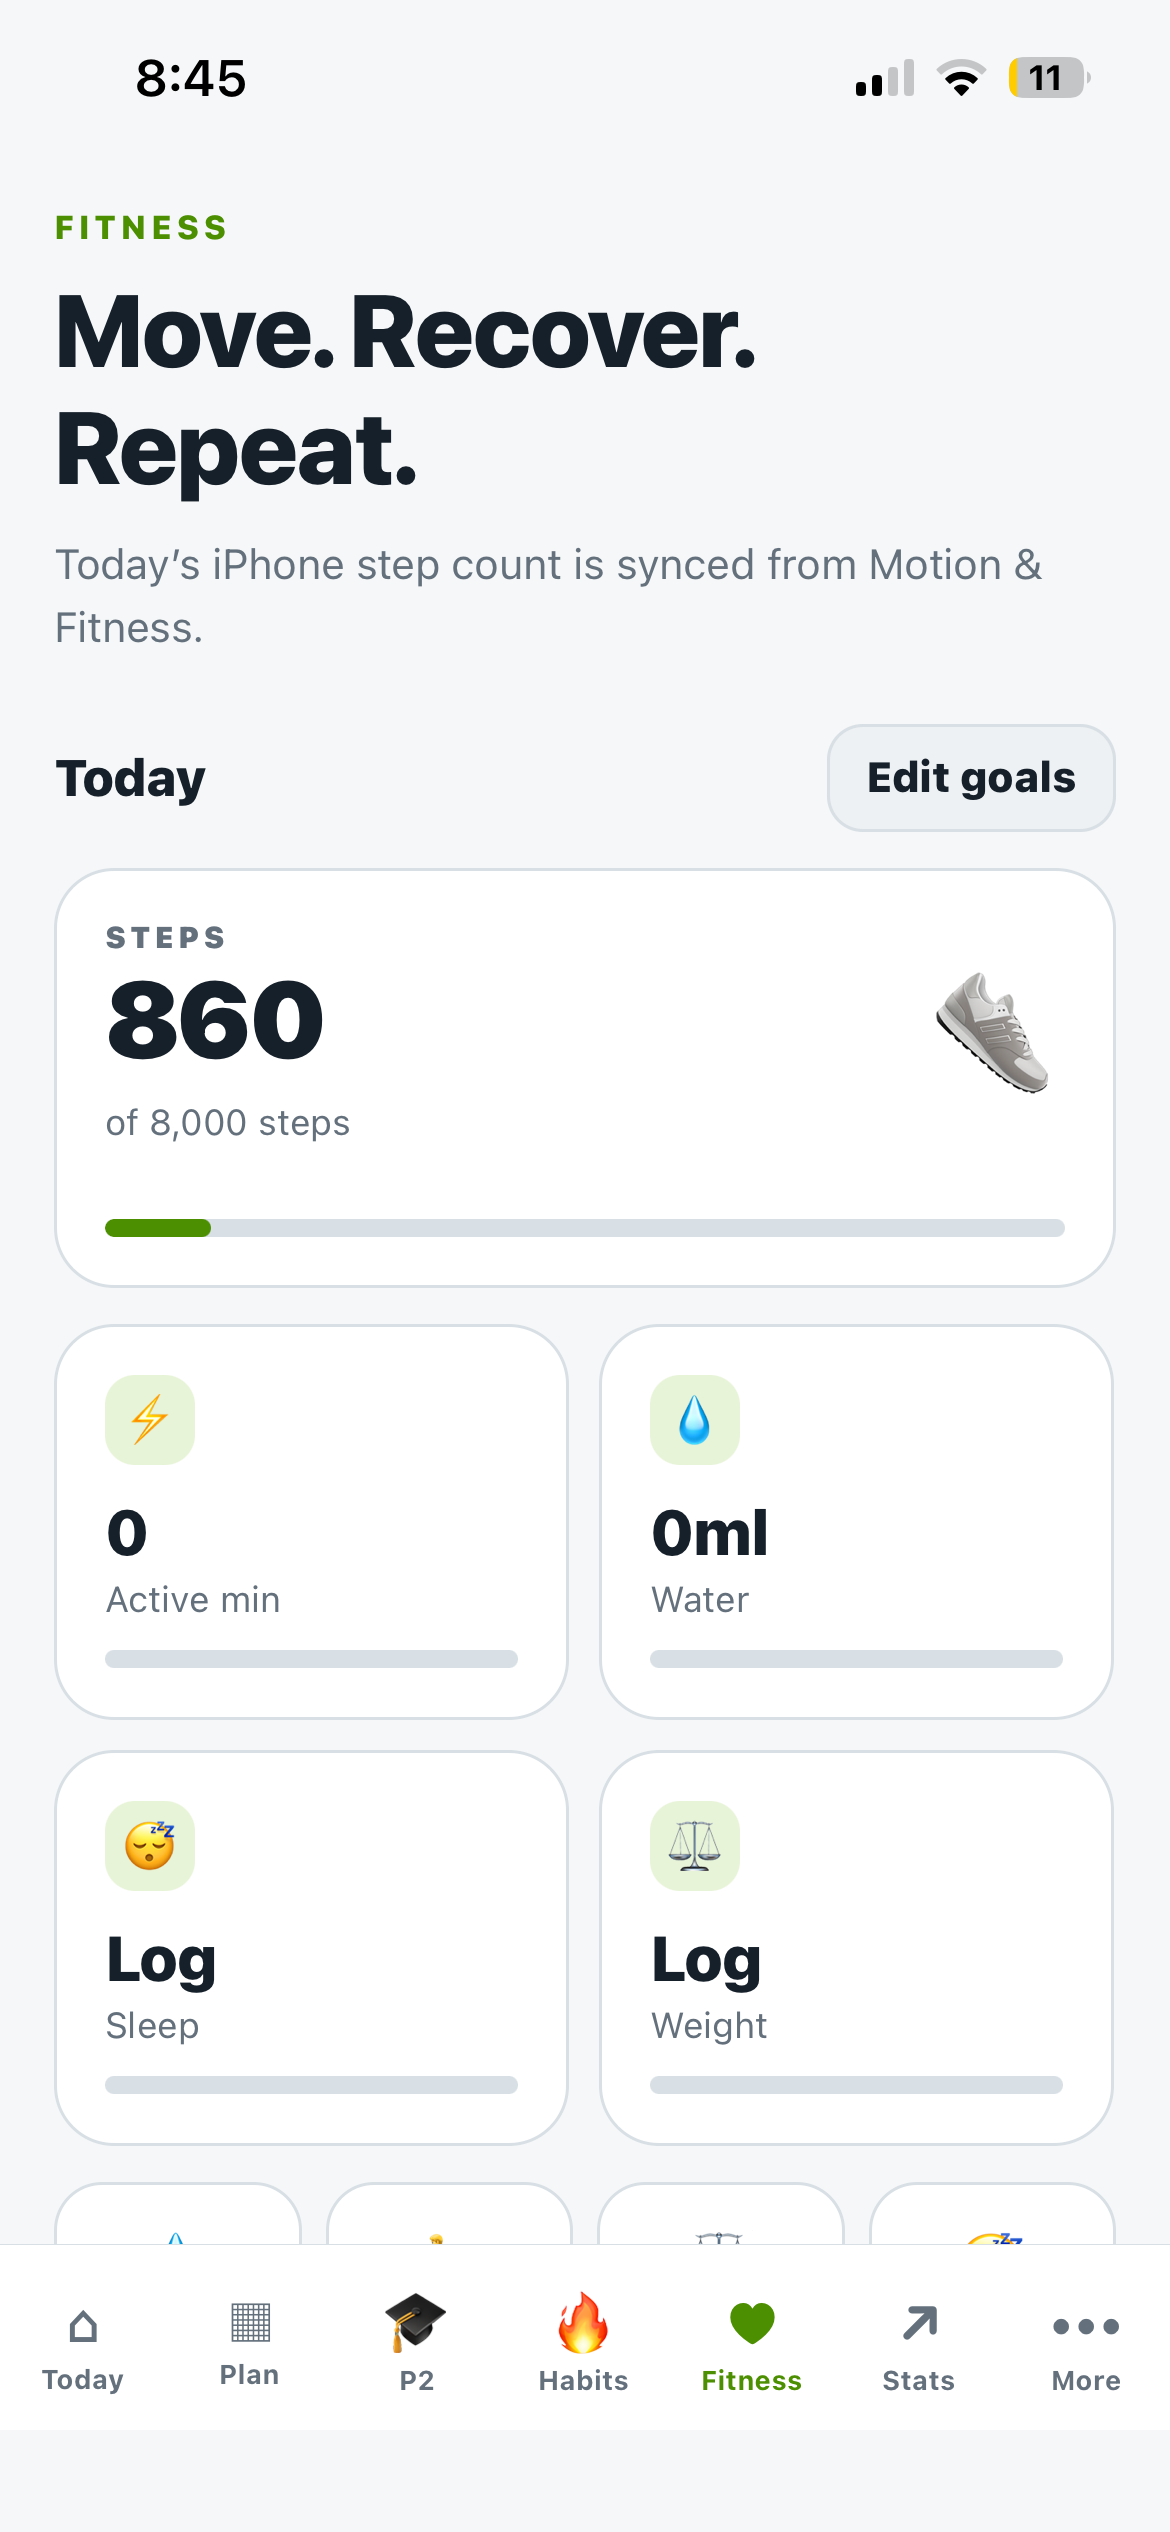 8:45
11
FITNESS
Move. Recover.
Repeat.
Today’s iPhone step count is synced from Motion &
Fitness.
Today
Edit goals
STEPS
860
of 8,000 steps
0
Active min
0ml
Water
Log
Sleep
Log
Weight
Today
Plan
P2
Habits
Fitness
Stats
More